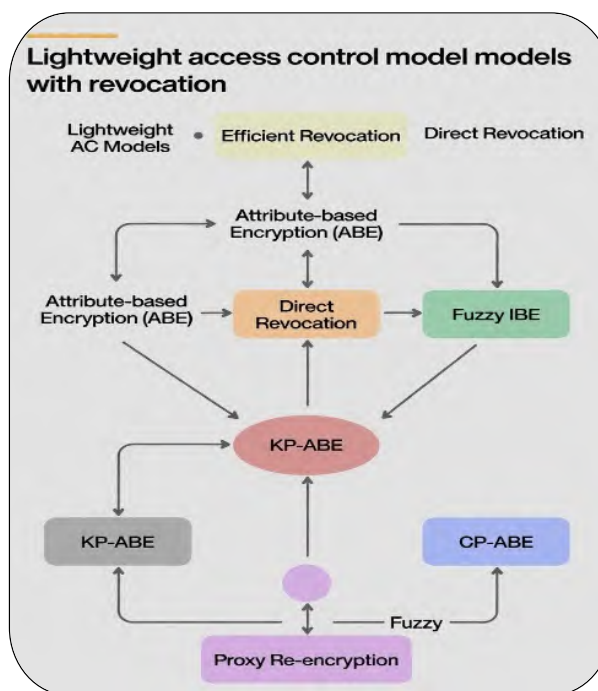 Lightweight access control model models
with revocation
Lightweight
AC Models
Efficient Revocation
Direct Revocation
Attribute-based
Encryption (ABE)
Attribute-based
Encryption (ABE)
Direct
Revocation
Fuzzy IBE
KP-ABE
KP-ABE
CP-ABE
Fuzzy
Proxy Re-encryption